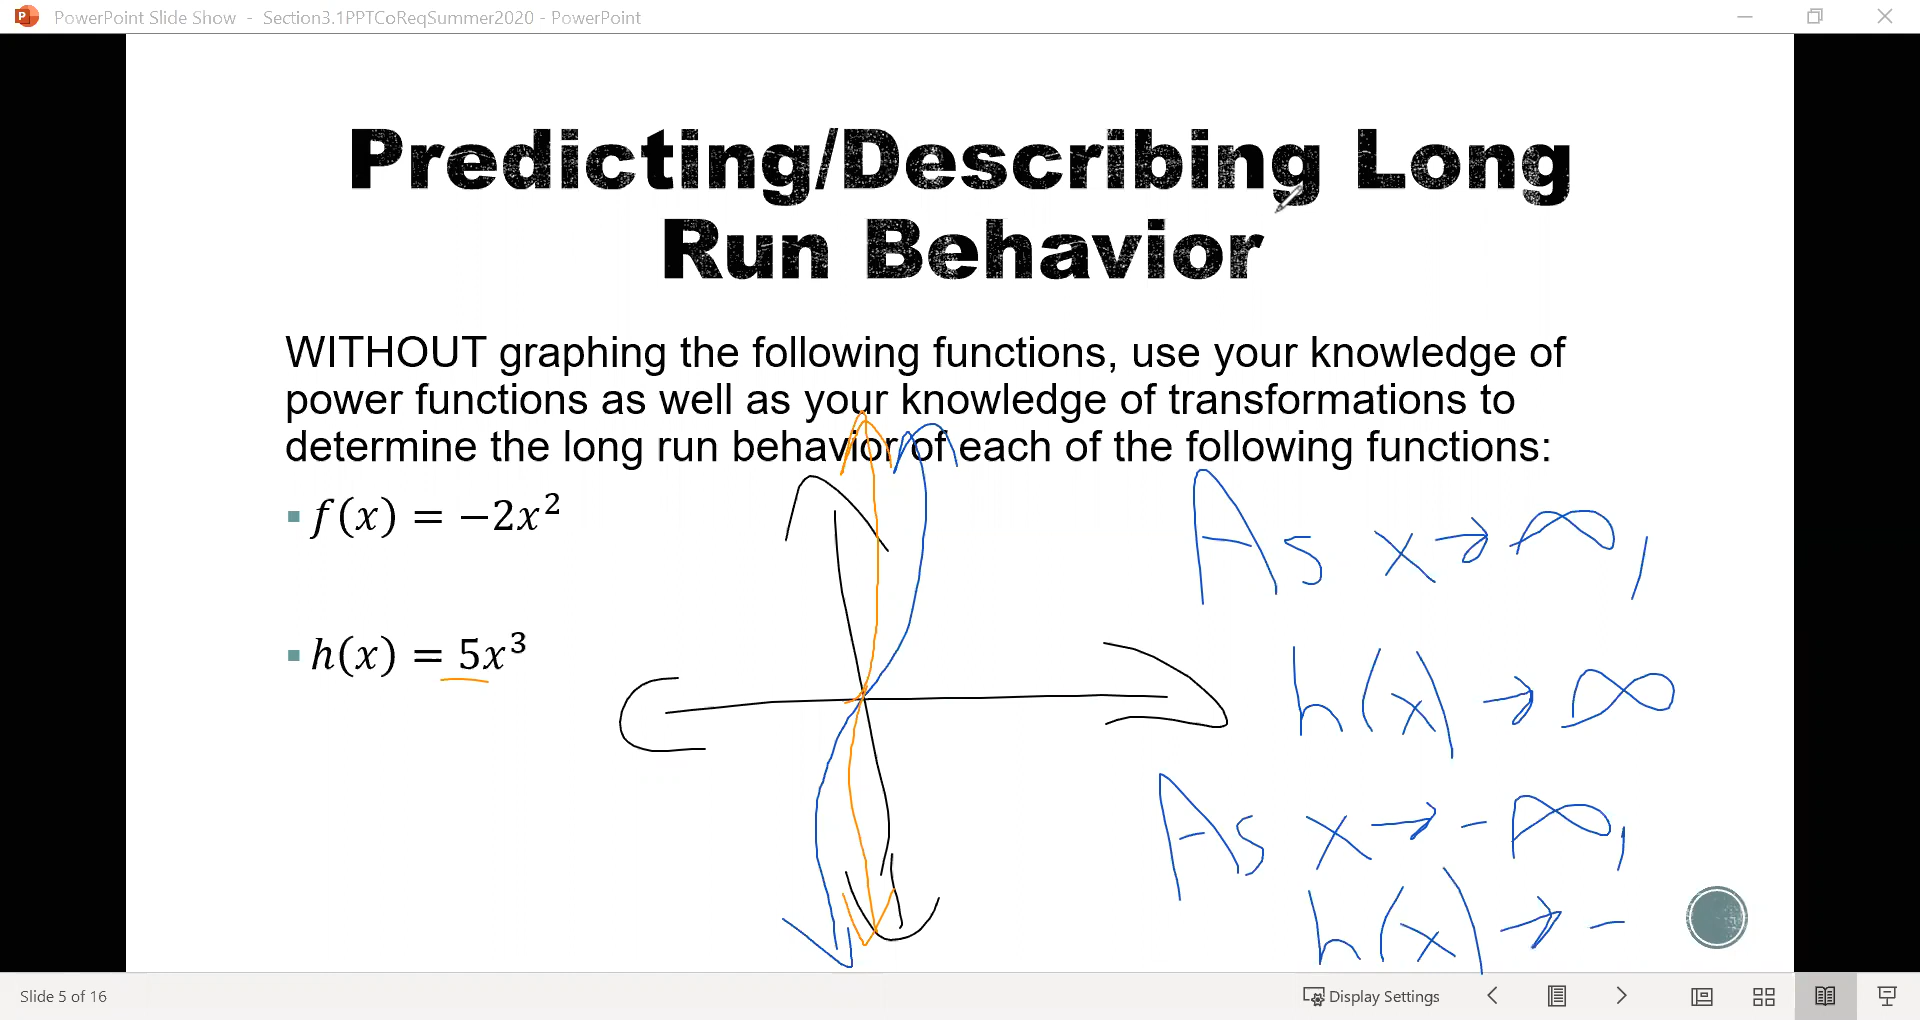 PowerPoint Slide Show - Section3.1PPTCoReqSummer2020 - PowerPoint
Predicting/Describing Long
Run Behavior
WITHOUT graphing the following functions, use your knowledge of
power functions as well as your knowledge of transformations to
determine the long run behavior of each of the following functions:
▪ f(x) = −2x²
▪ h(x) = 5x³
As x → ∞,
h(x) → ∞
As x → - ∞,
h(x) → -
Slide 5 of 16
Display Settings